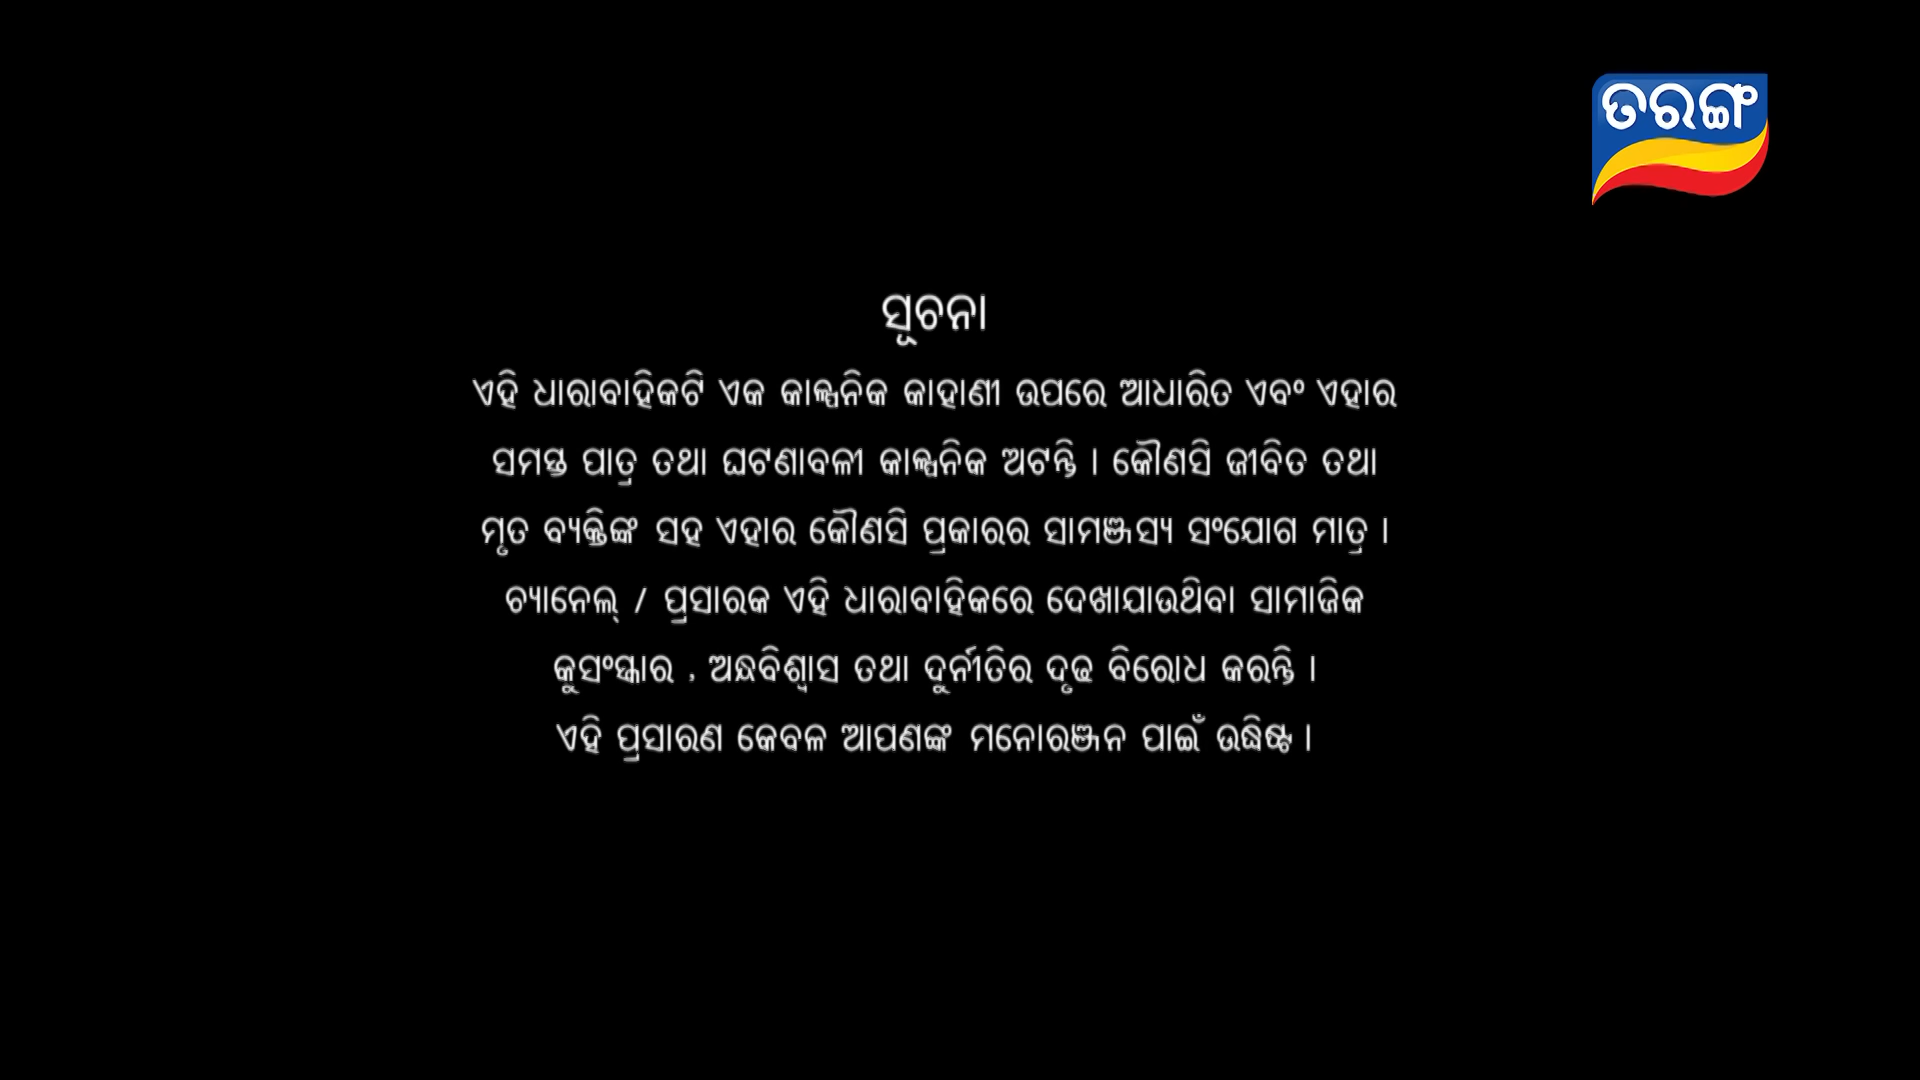 ତରଙ୍ଗ
ସୂଚନା
ଏହି ଧାରାବାହିକଟି ଏକ କାଳ୍ପନିକ କାହାଣୀ ଉପରେ ଆଧାରିତ ଏବଂ ଏହାର
ସମସ୍ତ ପାତ୍ର ତଥା ଘଟଣାବଳୀ କାଳ୍ପନିକ ଅଟନ୍ତି । କୌଣସି ଜୀବିତ ତଥା
ମୃତ ବ୍ୟକ୍ତିଙ୍କ ସହ ଏହାର କୌଣସି ପ୍ରକାରର ସାମଞ୍ଜସ୍ୟ ସଂଯୋଗ ମାତ୍ର ।
ଚ୍ୟାନେଲ୍ / ପ୍ରସାରକ ଏହି ଧାରାବାହିକରେ ଦେଖାଯାଉଥିବା ସାମାଜିକ
କୁସଂସ୍କାର , ଅନ୍ଧବିଶ୍ୱାସ ତଥା ଦୁର୍ନୀତିର ଦୃଢ ବିରୋଧ କରନ୍ତି ।
ଏହି ପ୍ରସାରଣ କେବଳ ଆପଣଙ୍କ ମନୋରଞ୍ଜନ ପାଇଁ ଉଦ୍ଧିଷ୍ଟ ।